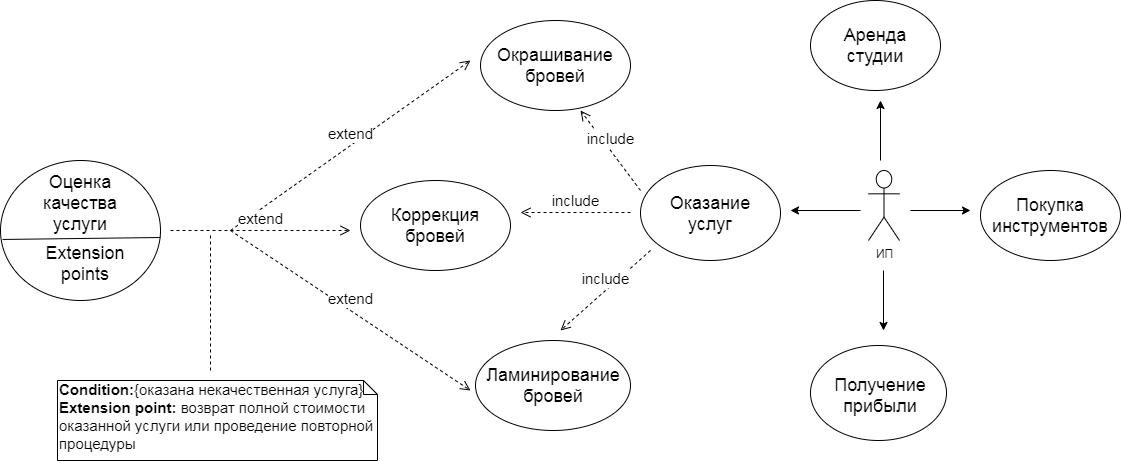 Аренда
студии
Окрашивание
бровей
extend
include
Оценка
качества
услуги
Extension
points
extend
Коррекция
бровей
include
Оказание
услуг
ИП
Покупка
инструментов
include
extend
Ламинирование
бровей
Получение
прибыли
Condition:{оказана некачественная услуга}
Extension point: возврат полной стоимости
оказанной услуги или проведение повторной
процедуры